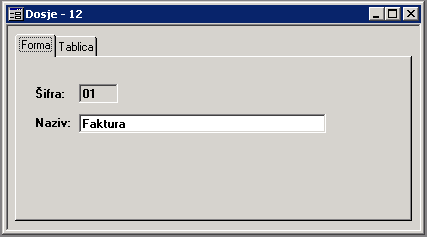 Dosje - 12
Forma Tablica
Šifra: 01
Naziv: Faktura